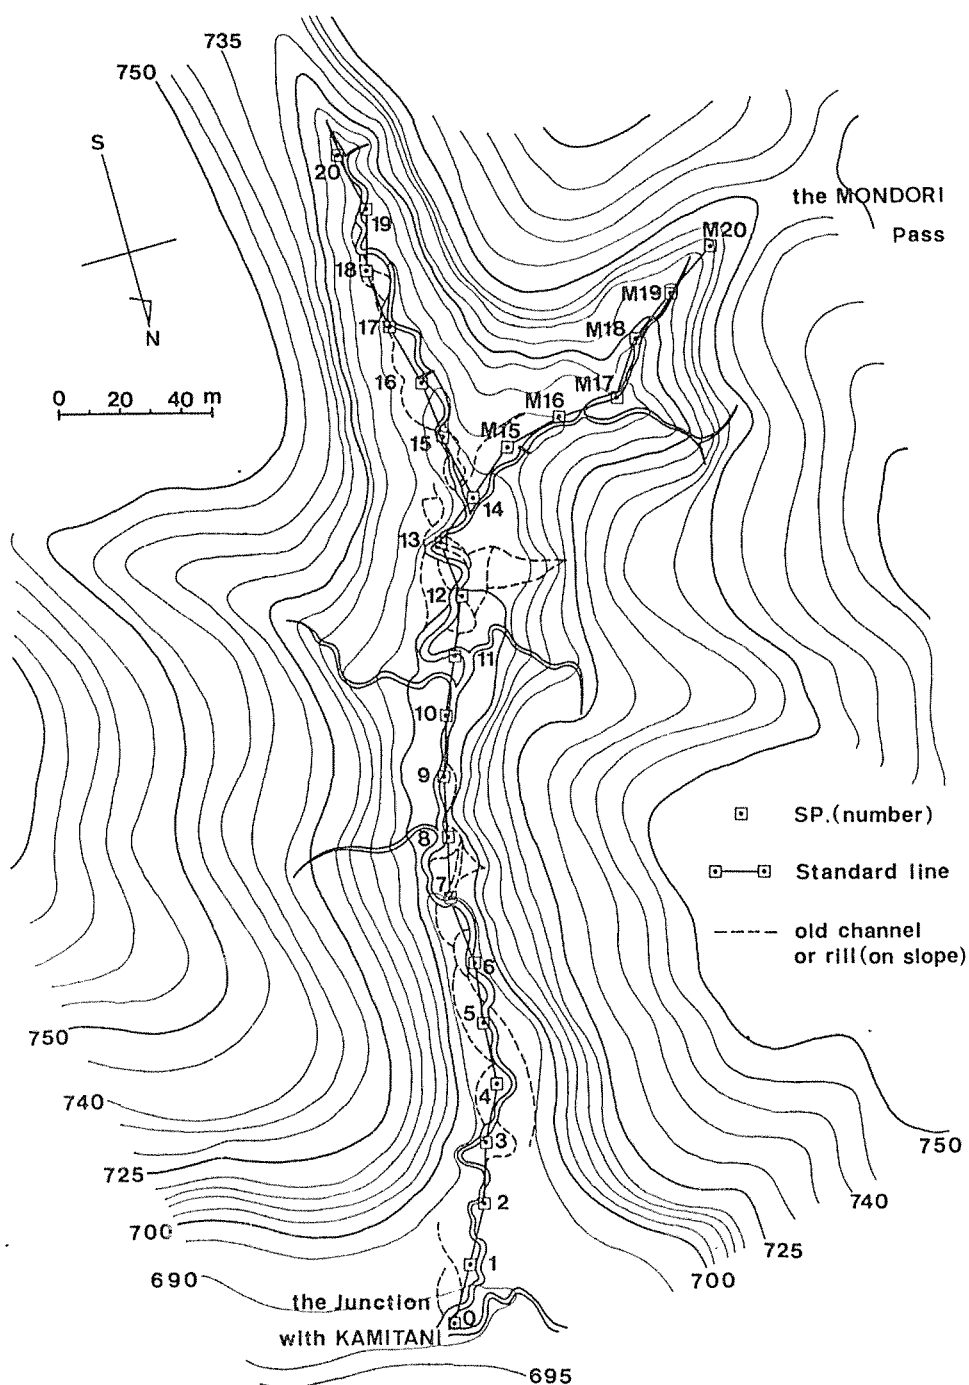 735
750
S
N
0 20 40 m
the MONDORI
Pass
20
19
18
17
16
15
14
M20
M19
M18
M17
M16
M15
13
12
11
10
9
8
7
6
5
4
3
2
1
0
SP.(number)
Standard line
old channel
or rill(on slope)
750
740
725
700
690
the Junction
with KAMITANI
695
700
725
740
750